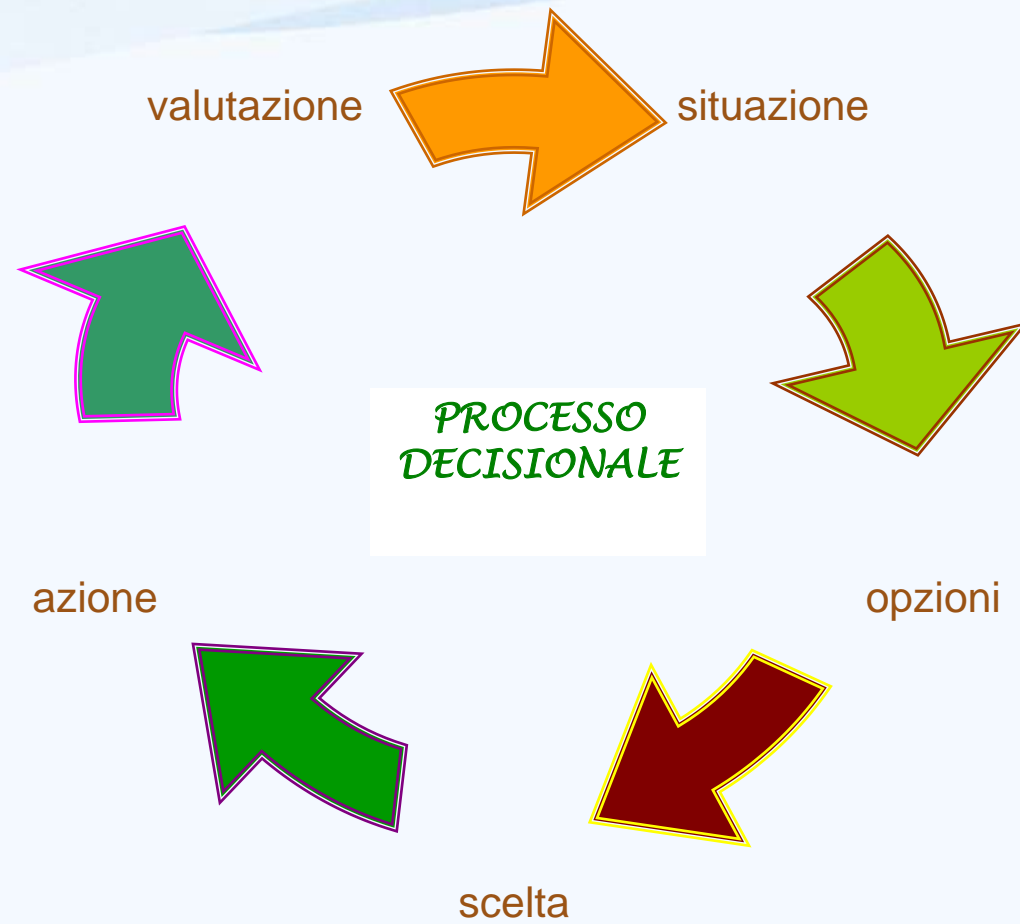 valutazione
situazione
PROCESSO
DECISIONALE
azione
opzioni
scelta